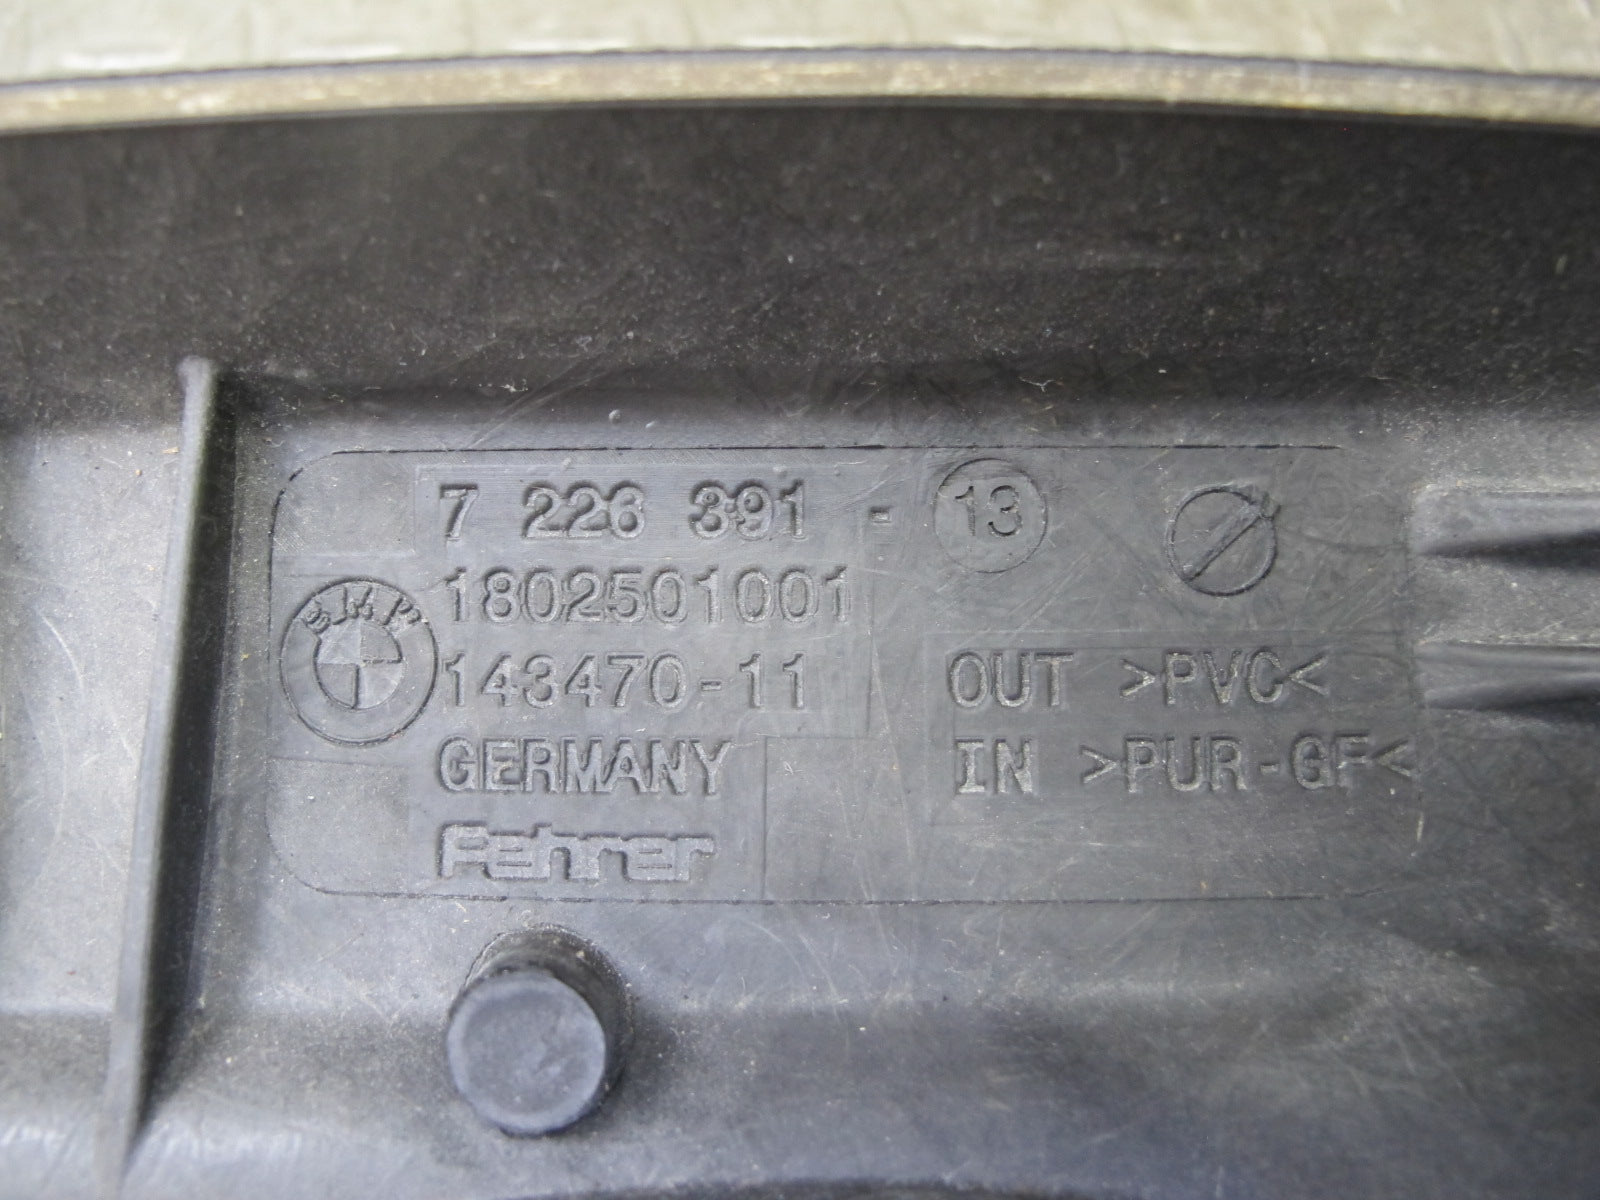 7 226 391 - 13
1802501001
BMW
143470-11
OUT >PVC<
GERMANY
IN >PUR-GF<
Fehrer